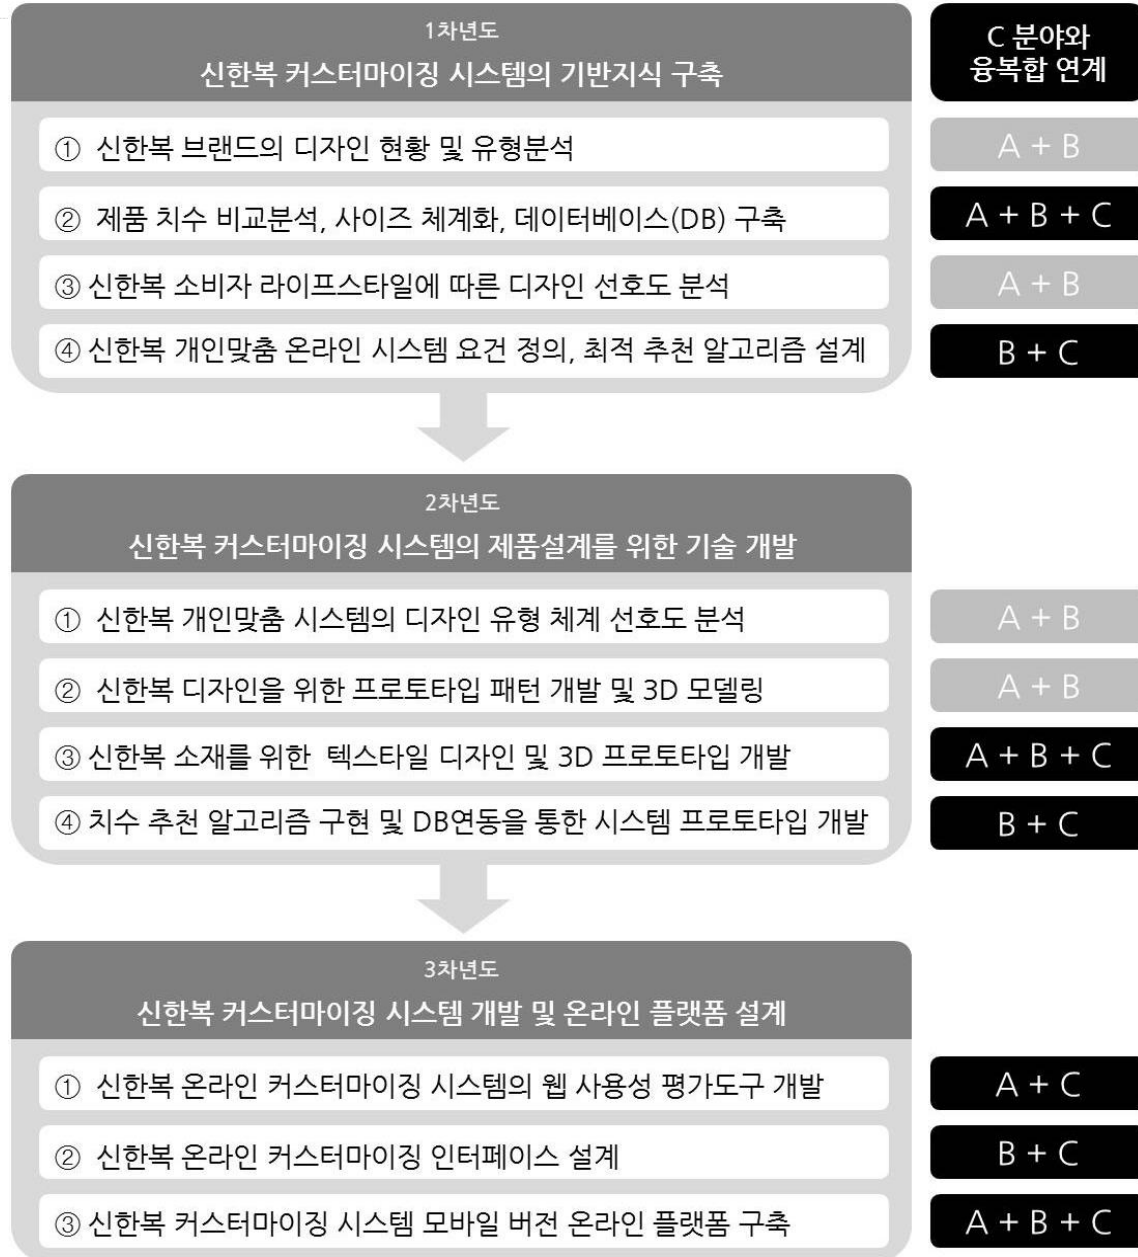 1차년도
신한복 커스터마이징 시스템의 기반지식 구축
C 분야와
융복합 연계
① 신한복 브랜드의 디자인 현황 및 유형분석
A + B
② 제품 치수 비교분석, 사이즈 체계화, 데이터베이스(DB) 구축
A + B + C
③ 신한복 소비자 라이프스타일에 따른 디자인 선호도 분석
A + B
④ 신한복 개인맞춤 온라인 시스템 요건 정의, 최적 추천 알고리즘 설계
B + C
2차년도
신한복 커스터마이징 시스템의 제품설계를 위한 기술 개발
① 신한복 개인맞춤 시스템의 디자인 유형 체계 선호도 분석
A + B
② 신한복 디자인을 위한 프로토타입 패턴 개발 및 3D 모델링
A + B
③ 신한복 소재를 위한 텍스타일 디자인 및 3D 프로토타입 개발
A + B + C
④ 치수 추천 알고리즘 구현 및 DB연동을 통한 시스템 프로토타입 개발
B + C
3차년도
신한복 커스터마이징 시스템 개발 및 온라인 플랫폼 설계
① 신한복 온라인 커스터마이징 시스템의 웹 사용성 평가도구 개발
A + C
② 신한복 온라인 커스터마이징 인터페이스 설계
B + C
③ 신한복 커스터마이징 시스템 모바일 버전 온라인 플랫폼 구축
A + B + C